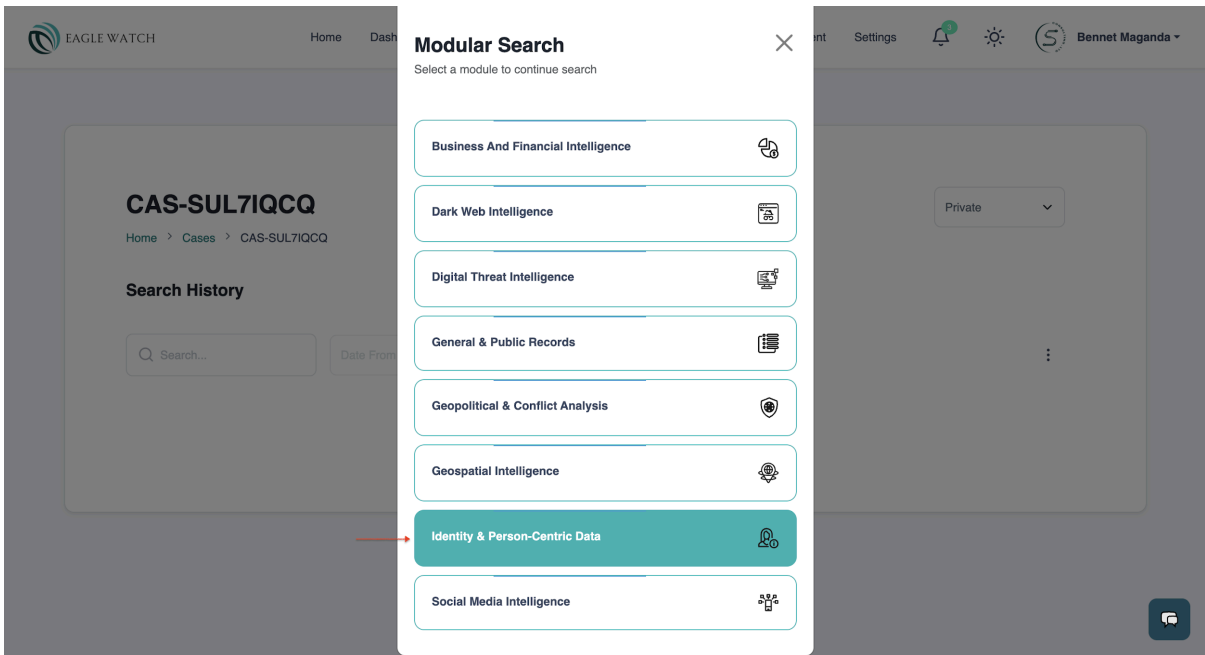 EAGLE WATCH
Home
Dash
nt
Settings
3
Bennet Maganda
Modular Search
Select a module to continue search
Business And Financial Intelligence
Dark Web Intelligence
Digital Threat Intelligence
General & Public Records
Geopolitical & Conflict Analysis
Geospatial Intelligence
Identity & Person-Centric Data
Social Media Intelligence
CAS-SUL7IQCQ
Home > Cases > CAS-SUL7IQCQ
Private
Search History
Search...
Date From